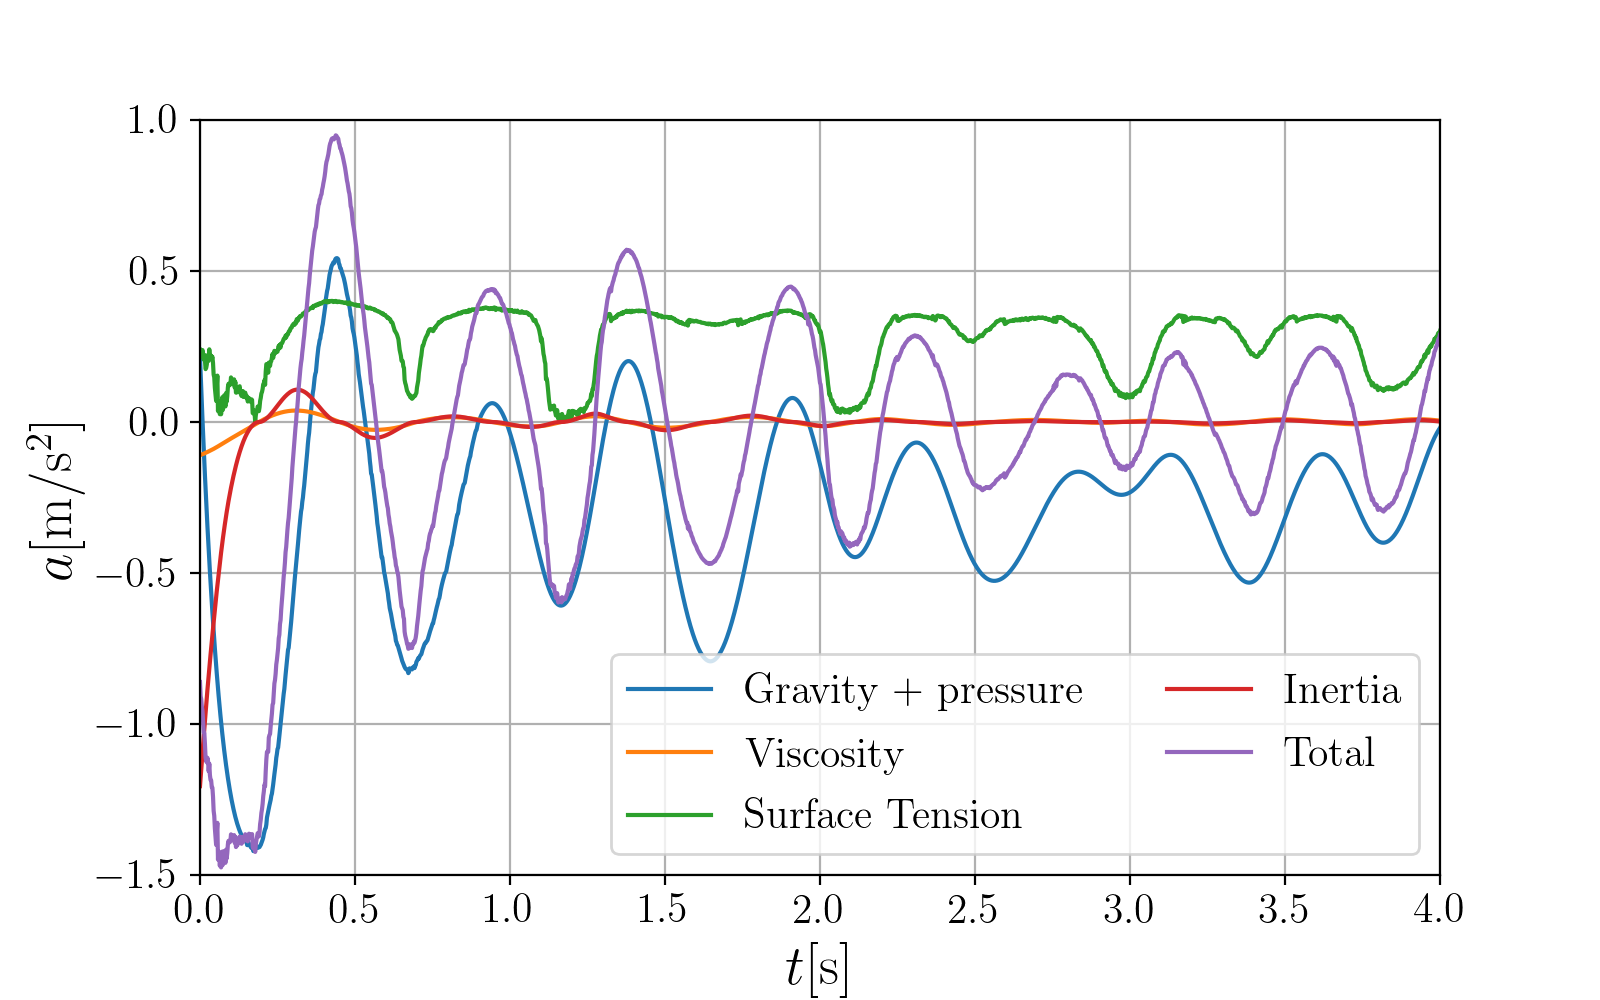 1.0
0.5
0.0
−0.5
−1.0
−1.5
a[m/s²]
0.0 0.5 1.0 1.5 2.0 2.5 3.0 3.5 4.0
t[s]
Gravity + pressure
Viscosity
Surface Tension
Inertia
Total